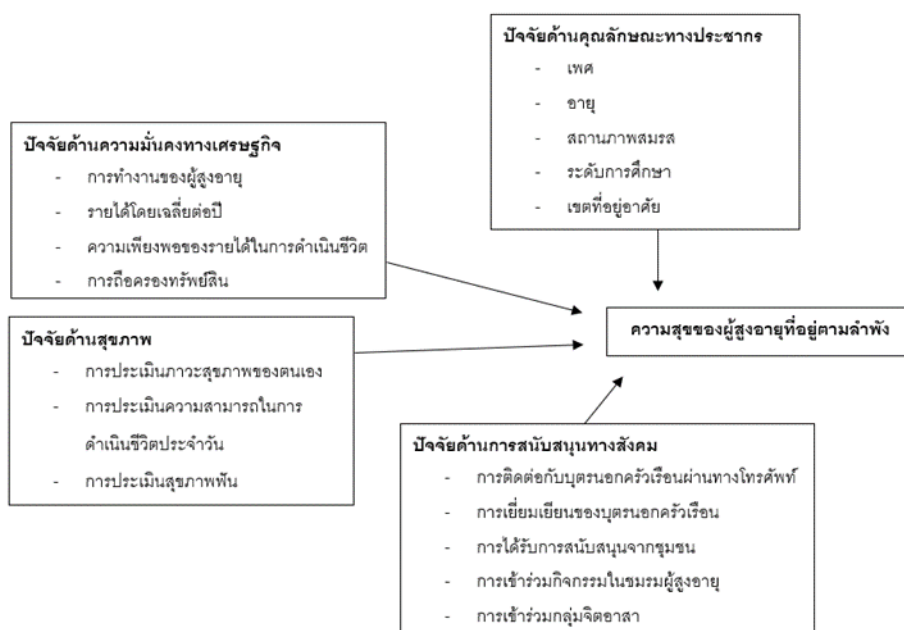 ปัจจัยด้านคุณลักษณะทางประชากร
- เพศ
- อายุ
- สถานภาพสมรส
- ระดับการศึกษา
- เขตที่อยู่อาศัย
ปัจจัยด้านความมั่นคงทางเศรษฐกิจ
- การทำงานของผู้สูงอายุ
- รายได้โดยเฉลี่ยต่อปี
- ความเพียงพอของรายได้ในการดำเนินชีวิต
- การถือครองทรัพย์สิน
ความสุขของผู้สูงอายุที่อยู่ตามลำพัง
ปัจจัยด้านสุขภาพ
- การประเมินภาวะสุขภาพของตนเอง
- การประเมินความสามารถในการ
ดำเนินชีวิตประจำวัน
- การประเมินสุขภาพฟัน
ปัจจัยด้านการสนับสนุนทางสังคม
- การติดต่อกับบุตรนอกครัวเรือนผ่านทางโทรศัพท์
- การเยี่ยมเยียนของบุตรนอกครัวเรือน
- การได้รับการสนับสนุนจากชุมชน
- การเข้าร่วมกิจกรรมในชมรมผู้สูงอายุ
- การเข้าร่วมกลุ่มจิตอาสา